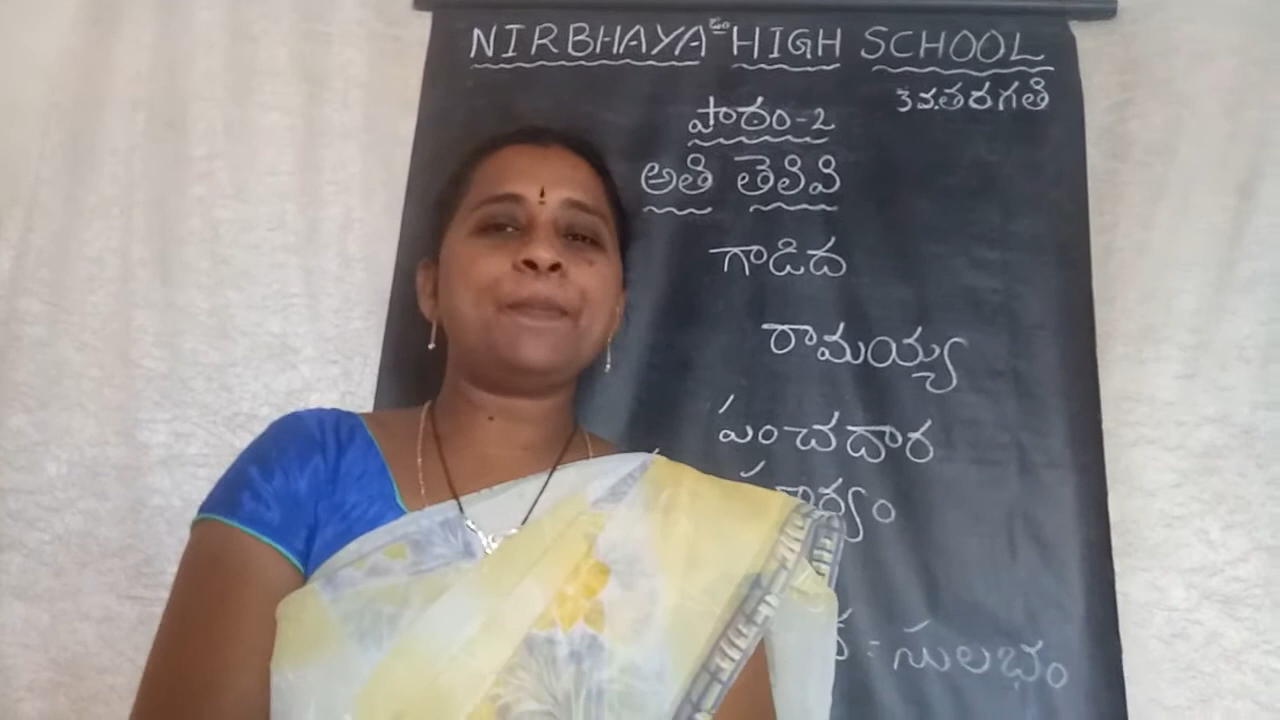 NIRBHAYA HIGH SCHOOL
3వ.తరగతి
పాఠం-2
అతి తెలివి
గాడిద
రామయ్య
పంచదార
: సులభం